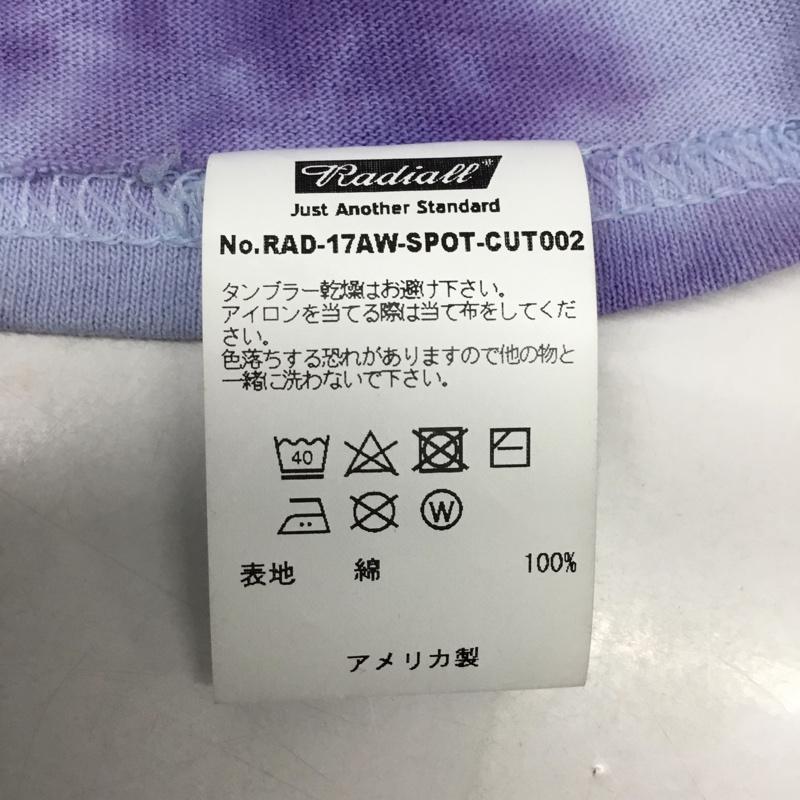 Radiall
Just Another Standard
No.RAD-17AW-SPOT-CUT002
タンブラー乾燥はお避け下さい。
アイロンを当てる際は当て布をしてくだ
さい。
色落ちする恐れがありますので他の物と
一緒に洗わないで下さい。
40
W
表地 綿 100%
アメリカ製